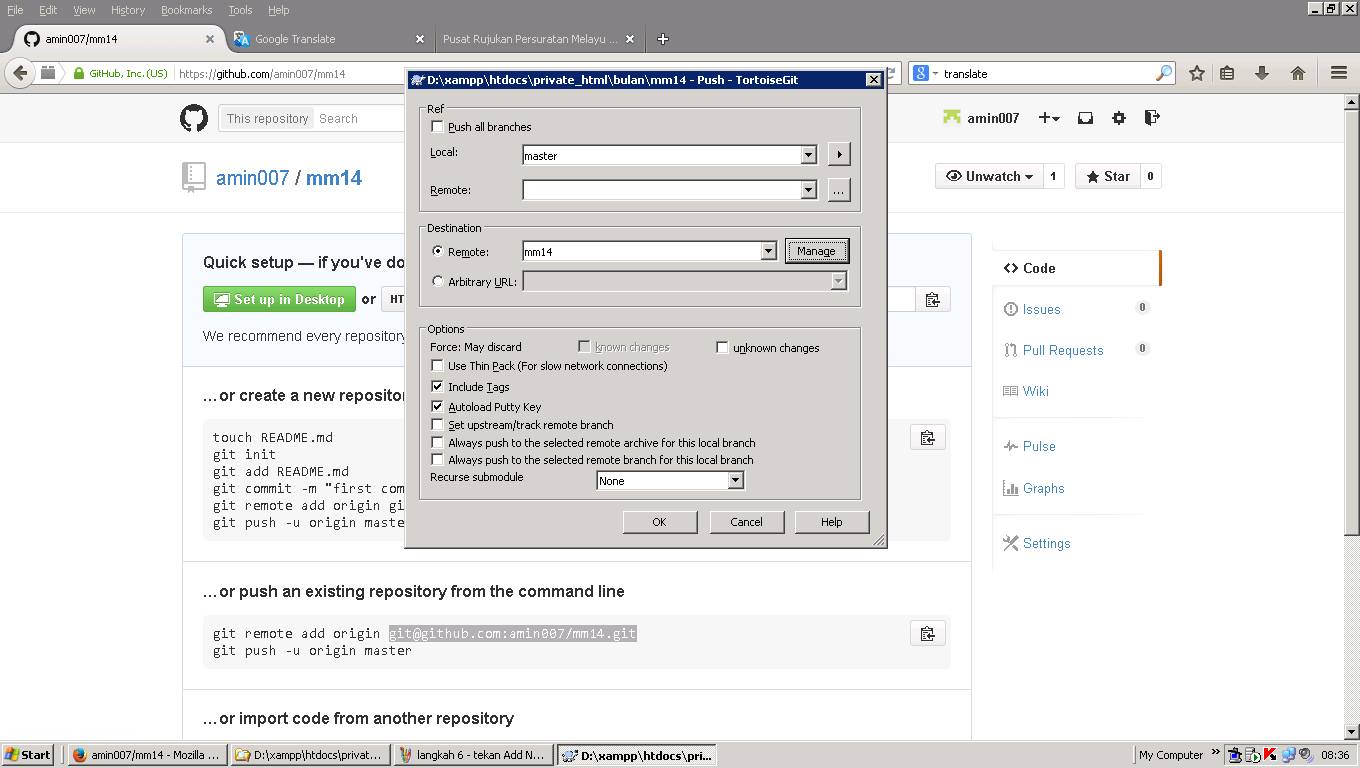 File Edit View History Bookmarks Tools Help
amin007/mm14 Google Translate Pusat Rujukan Persuratan Melayu ...
GitHub, Inc. (US) https://github.com/amin007/mm14 translate
D:\xampp\htdocs\private_html\bulan\mm14 - Push - TortoiseGit
Ref
Push all branches
Local: master
Remote: ...
Destination
Remote: mm14 Manage
Arbitrary URL:
Options
Force: May discard known changes unknown changes
Use Thin Pack (For slow network connections)
Include Tags
Autoload Putty Key
Set upstream/track remote branch
Always push to the selected remote archive for this local branch
Always push to the selected remote branch for this local branch
Recurse submodule None
OK Cancel Help
This repository Search
amin007
amin007 / mm14
Unwatch 1 Star 0
Quick setup — if you've do
Set up in Desktop or HT
We recommend every repository
...or create a new reposito
touch README.md
git init
git add README.md
git commit -m "first com
git remote add origin gi
git push -u origin maste
...or push an existing repository from the command line
git remote add origin git@github.com:amin007/mm14.git
git push -u origin master
...or import code from another repository
Code
Issues 0
Pull Requests 0
Wiki
Pulse
Graphs
Settings
Start amin007/mm14 - Mozilla ... D:\xampp\htdocs\privat... langkah 6 - tekan Add N... D:\xampp\htdocs\pri... My Computer 08:36